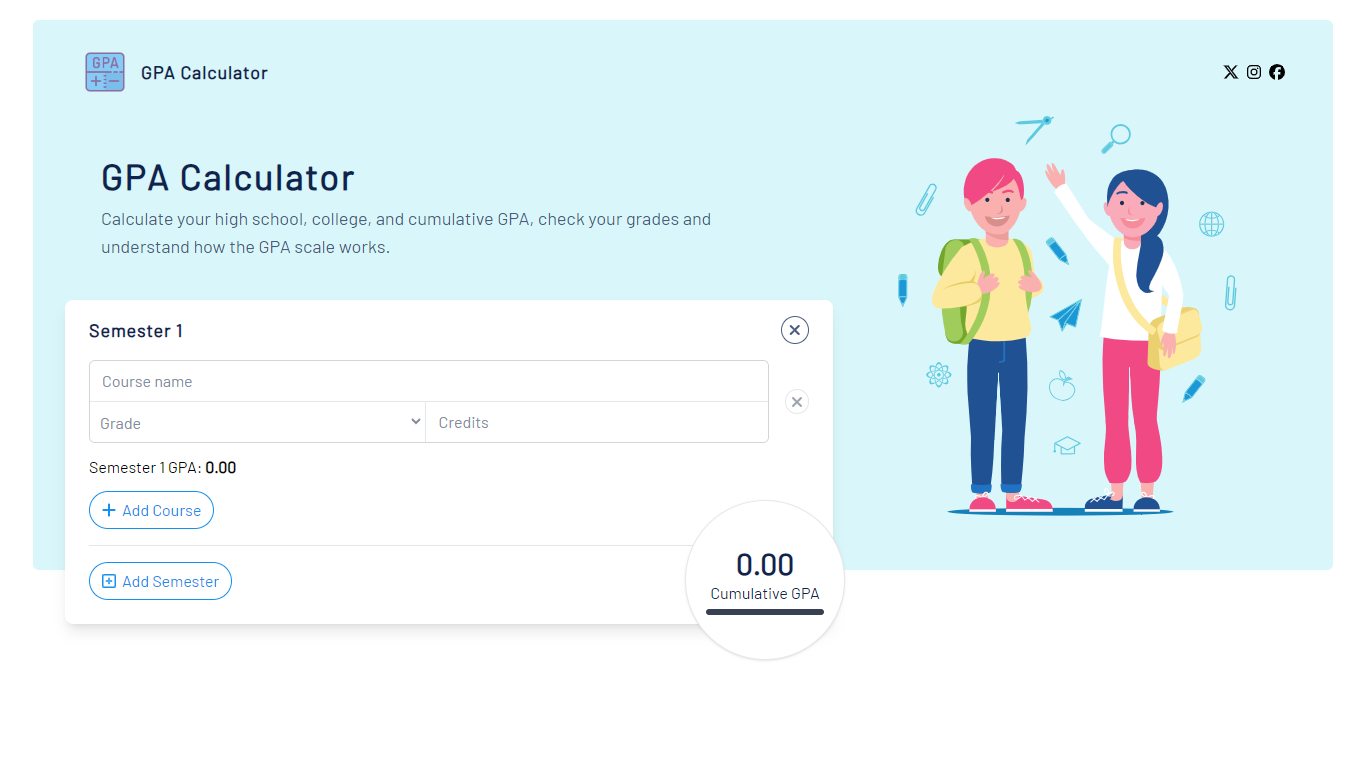 GPA
GPA Calculator
GPA Calculator
Calculate your high school, college, and cumulative GPA, check your grades and
understand how the GPA scale works.
Semester 1
Course name
Grade
Credits
Semester 1 GPA: 0.00
Add Course
Add Semester
0.00
Cumulative GPA